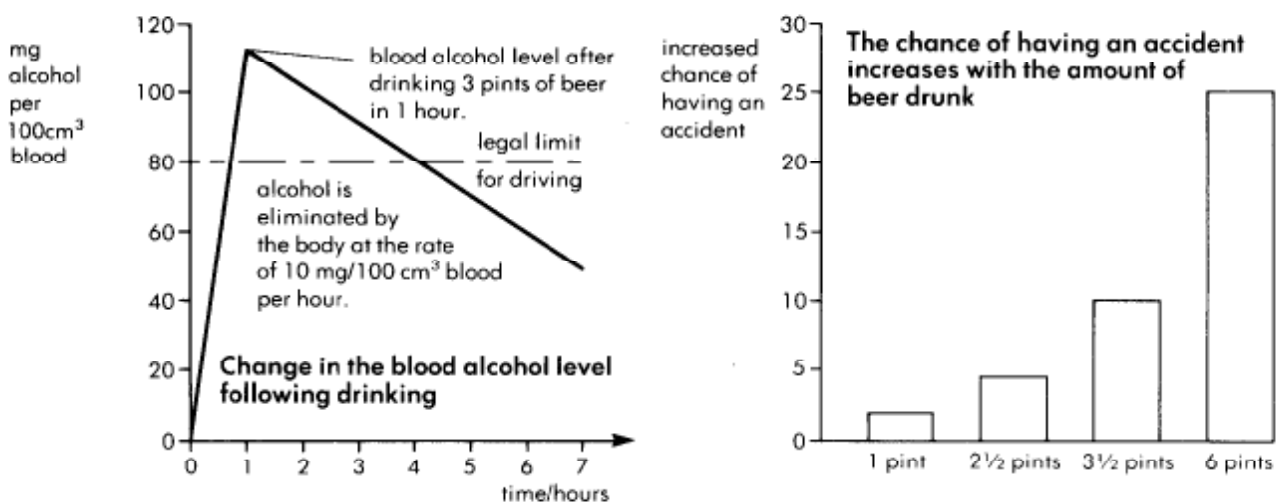 mg
alcohol
per
100cm³
blood
120
100
80
60
40
20
0
blood alcohol level after
drinking 3 pints of beer
in 1 hour.
legal limit
for driving
alcohol is
eliminated by
the body at the rate
of 10 mg/100 cm³ blood
per hour.
Change in the blood alcohol level
following drinking
0 1 2 3 4 5 6 7
time/hours
increased
chance of
having an
accident
30
25
20
15
10
5
0
The chance of having an accident
increases with the amount of
beer drunk
1 pint 2½ pints 3½ pints 6 pints